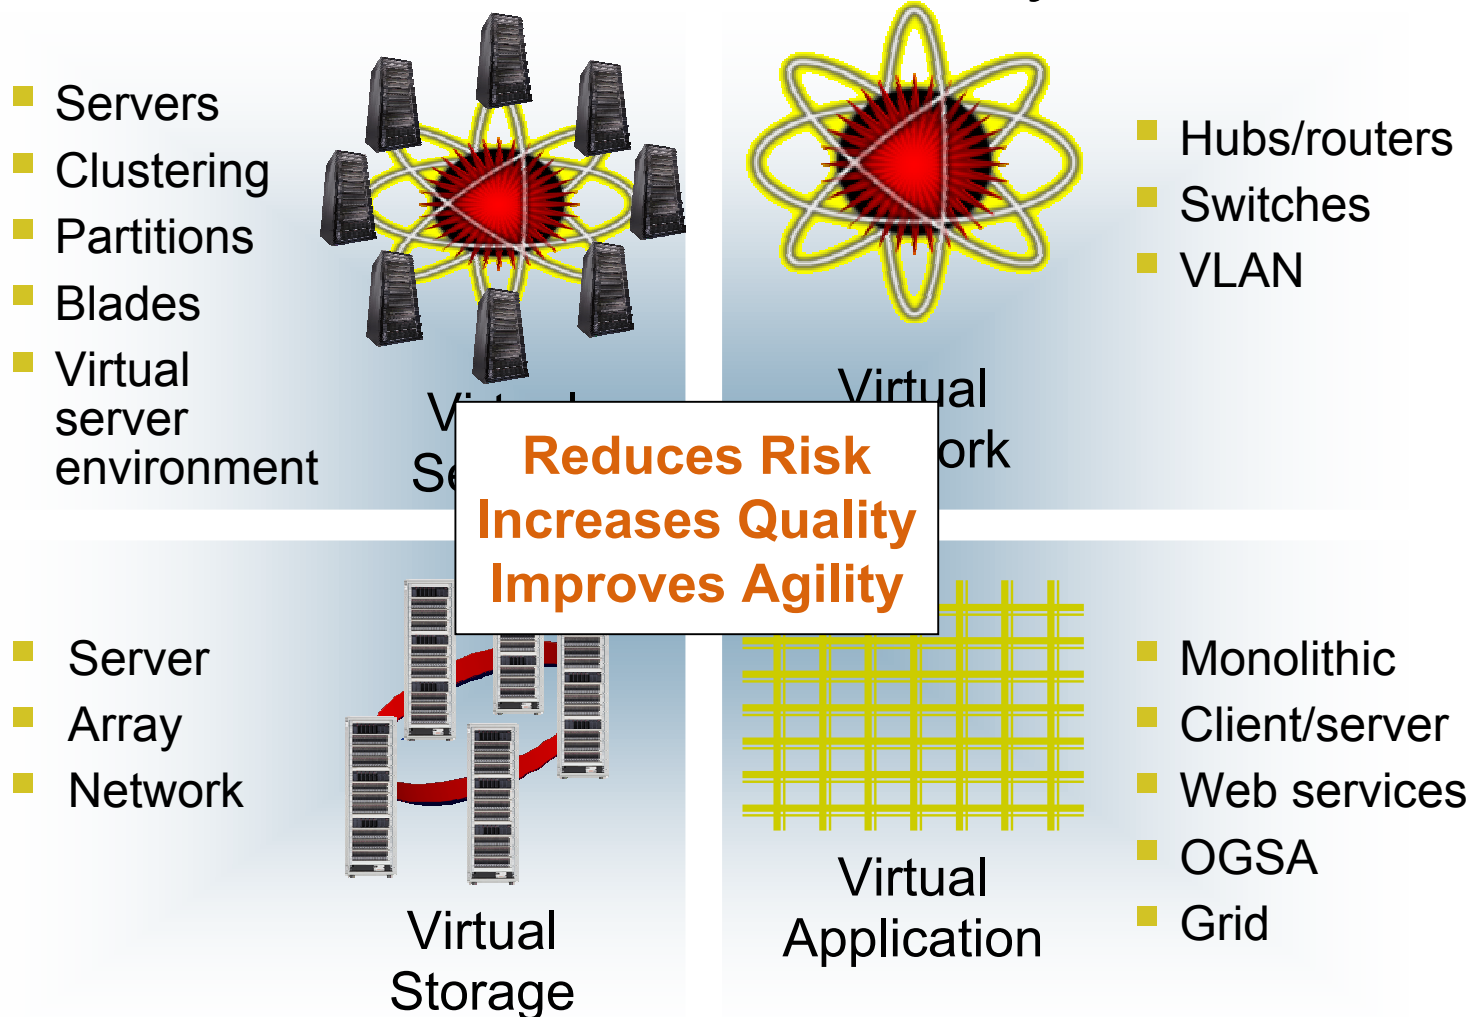 Servers
Clustering
Partitions
Blades
Virtual
server
environment
Hubs/routers
Switches
VLAN
Virtual
Reduces Risk
Increases Quality
Improves Agility
Server
Array
Network
Virtual
Storage
Monolithic
Client/server
Web services
OGSA
Grid
Virtual
Application